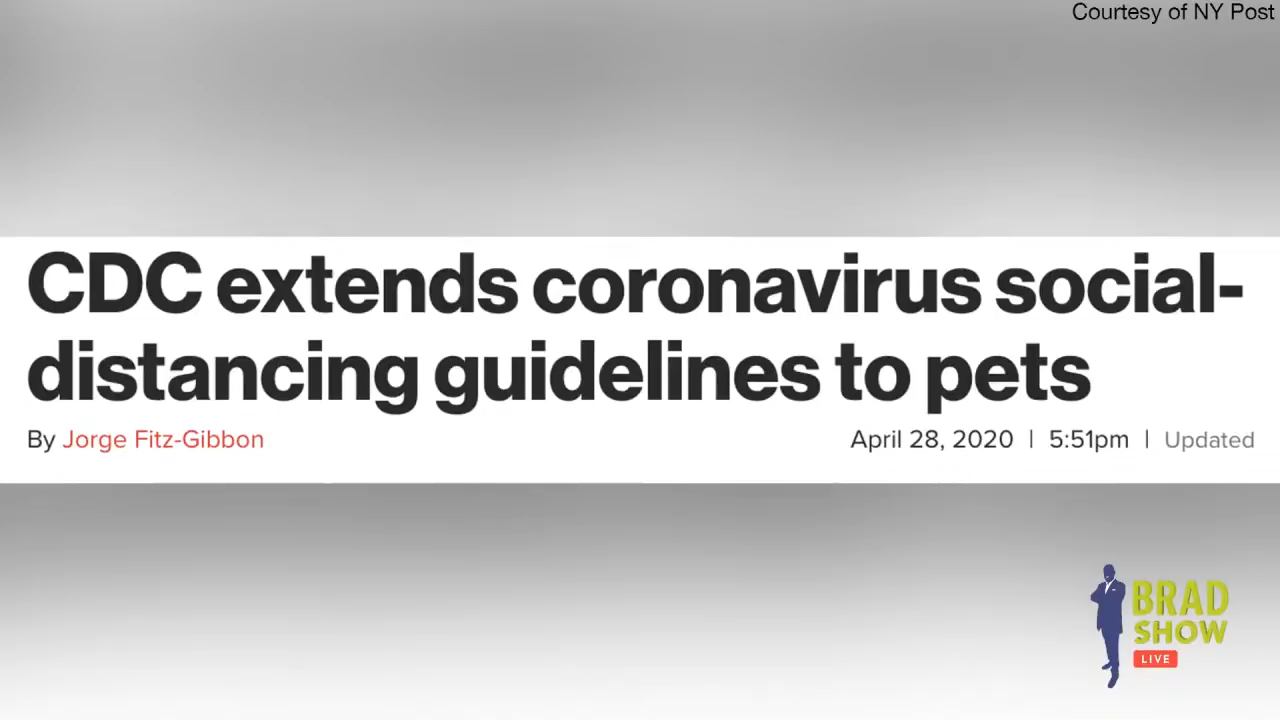 Courtesy of NY Post
CDC extends coronavirus social-
distancing guidelines to pets
By Jorge Fitz-Gibbon April 28, 2020 | 5:51pm | Updated
BRAD
SHOW
LIVE